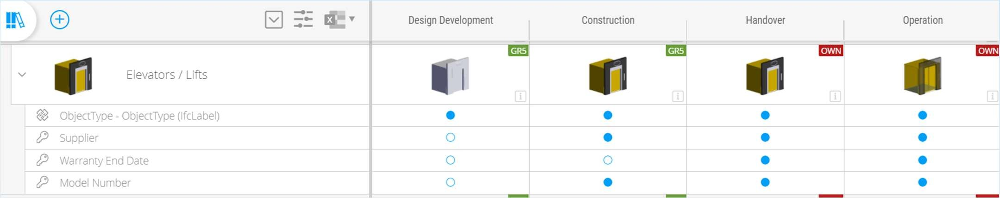 Design Development Construction Handover Operation
GR5 GR5 OWN OWN
Elevators / Lifts
ObjectType - ObjectType (IfcLabel)
Supplier
Warranty End Date
Model Number